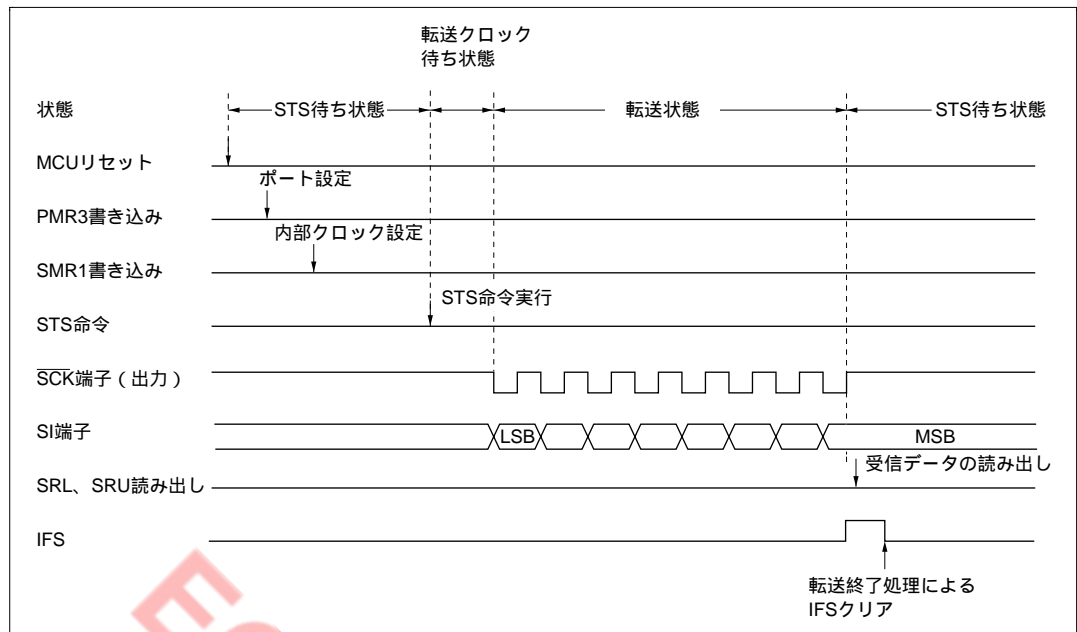 転送クロック
待ち状態
状態
STS待ち状態
転送状態
STS待ち状態
MCUリセット
ポート設定
PMR3書き込み
内部クロック設定
SMR1書き込み
STS命令実行
STS命令
SCK端子（出力）
SI端子
LSB
MSB
受信データの読み出し
SRL、SRU読み出し
IFS
転送終了処理による
IFSクリア